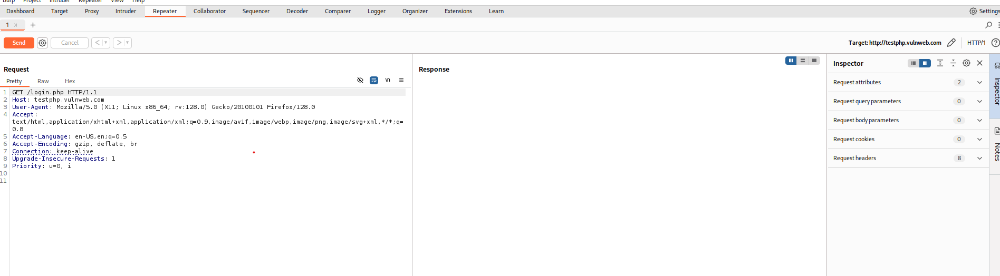 Burp Project Intruder Repeater View Help
Dashboard Target Proxy Intruder Repeater Collaborator Sequencer Decoder Comparer Logger Organizer Extensions Learn Settings
1 × +
Send Cancel < > Target: http://testphp.vulnweb.com HTTP/1 ?
Request
Pretty Raw Hex \n
1 GET /login.php HTTP/1.1
2 Host: testphp.vulnweb.com
3 User-Agent: Mozilla/5.0 (X11; Linux x86_64; rv:128.0) Gecko/20100101 Firefox/128.0
4 Accept:
text/html,application/xhtml+xml,application/xml;q=0.9,image/avif,image/webp,image/png,image/svg+xml,*/*;q=
0.8
5 Accept-Language: en-US,en;q=0.5
6 Accept-Encoding: gzip, deflate, br
7 Connection: keep-alive
8 Upgrade-Insecure-Requests: 1
9 Priority: u=0, i
10
11
Response
Inspector
Request attributes 2
Request query parameters 0
Request body parameters 0
Request cookies 0
Request headers 8
Inspector
Notes